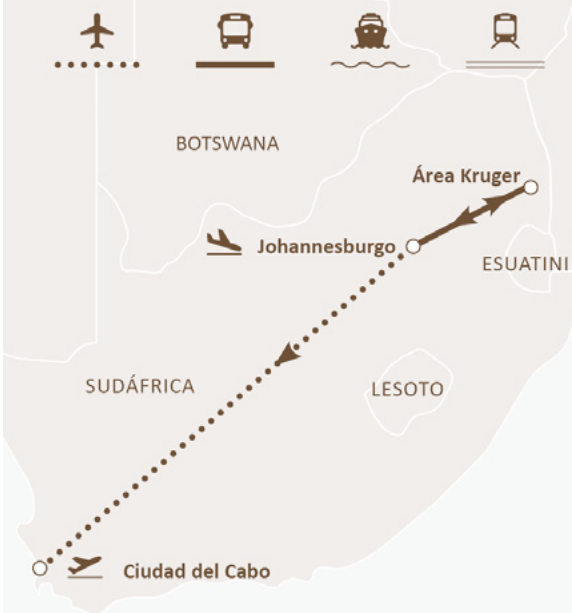 BOTSWANA
Área Kruger
Johannesburgo
ESUATINI
SUDÁFRICA
LESOTO
Ciudad del Cabo